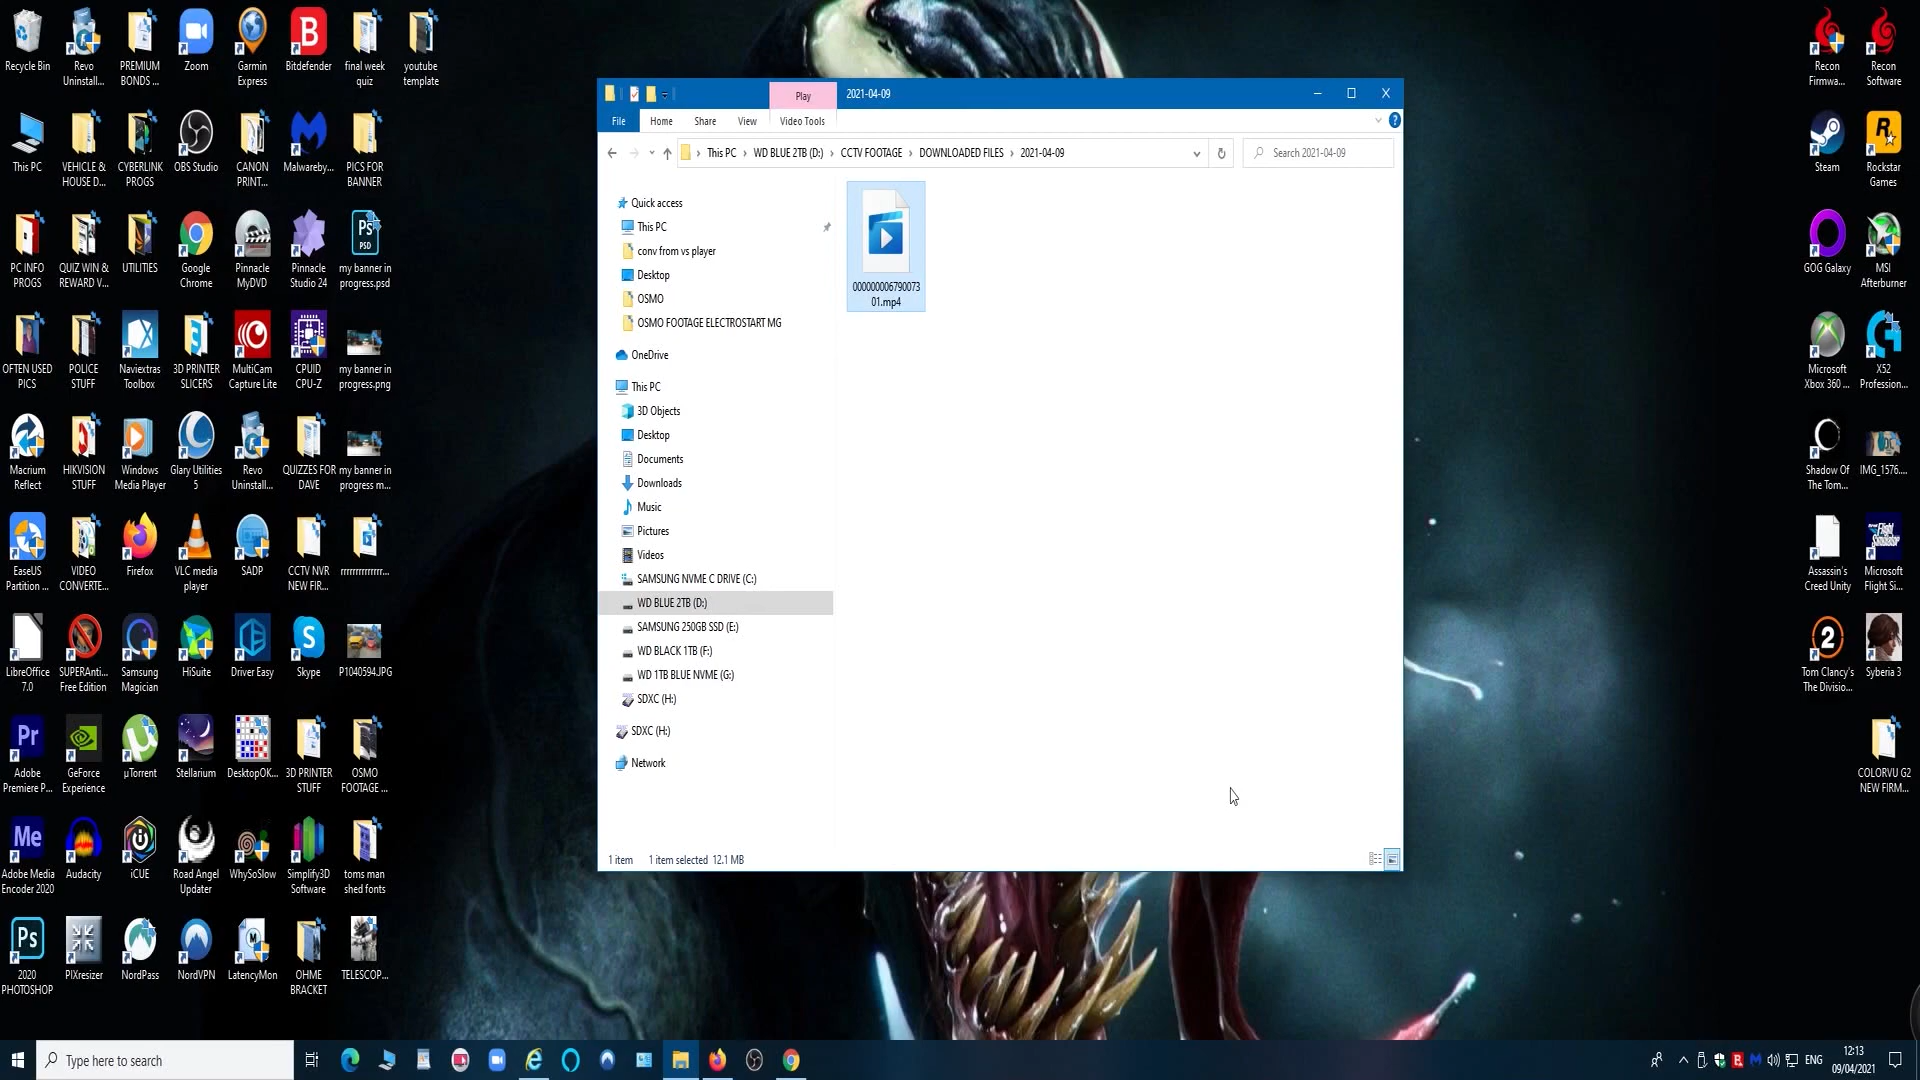 Recycle Bin
Revo
Uninstall...
PREMIUM
BONDS ...
Zoom
Garmin
Express
Bitdefender
final week
quiz
youtube
template
This PC
VEHICLE &
HOUSE D...
CYBERLINK
PROGS
OBS Studio
CANON
PRINT...
Malwareby...
PICS FOR
BANNER
PC INFO
PROGS
QUIZ WIN &
REWARD V...
UTILITIES
Google
Chrome
Pinnacle
MyDVD
Pinnacle
Studio 24
my banner in
progress.psd
OFTEN USED
PICS
POLICE
STUFF
Naviextras
Toolbox
3D PRINTER
SLICERS
MultiCam
Capture Lite
CPUID
CPU-Z
my banner in
progress.png
Macrium
Reflect
HIKVISION
STUFF
Windows
Media Player
Glary Utilities
5
Revo
Uninstall...
QUIZZES FOR
DAVE
my banner in
progress m...
EaseUS
Partition ...
VIDEO
CONVERTE...
Firefox
VLC media
player
SADP
CCTV NVR
NEW FIR...
rrrrrrrrrrrrrr...
LibreOffice
7.0
SUPERAnti...
Free Edition
Samsung
Magician
HiSuite
Driver Easy
Skype
P1040594.JPG
Adobe
Premiere P...
GeForce
Experience
µTorrent
Stellarium
DesktopOK...
3D PRINTER
STUFF
OSMO
FOOTAGE ...
Adobe Media
Encoder 2020
Audacity
iCUE
Road Angel
Updater
WhySoSlow
Simplify3D
Software
toms man
shed fonts
2020
PHOTOSHOP
PIXresizer
NordPass
NordVPN
LatencyMon
OHME
BRACKET
TELESCOP...
Play
2021-04-09
File
Home
Share
View
Video Tools
This PC
WD BLUE 2TB (D:)
CCTV FOOTAGE
DOWNLOADED FILES
2021-04-09
Search 2021-04-09
Quick access
This PC
conv from vs player
Desktop
OSMO
OSMO FOOTAGE ELECTROSTART MG
OneDrive
This PC
3D Objects
Desktop
Documents
Downloads
Music
Pictures
Videos
SAMSUNG NVME C DRIVE (C:)
WD BLUE 2TB (D:)
SAMSUNG 250GB SSD (E:)
WD BLACK 1TB (F:)
WD 1TB BLUE NVME (G:)
SDXC (H:)
SDXC (H:)
Network
000000006790073
01.mp4
1 item
1 item selected 12.1 MB
Recon
Firmwa...
Recon
Software
Steam
Rockstar
Games
GOG Galaxy
MSI
Afterburner
Microsoft
Xbox 360 ...
X52
Profession...
Shadow Of
The Tom...
IMG_1576....
Assassin's
Creed Unity
Microsoft
Flight Si...
Tom Clancy's
The Divisio...
Syberia 3
COLORVU G2
NEW FIRM...
Type here to search
ENG
12:13
09/04/2021